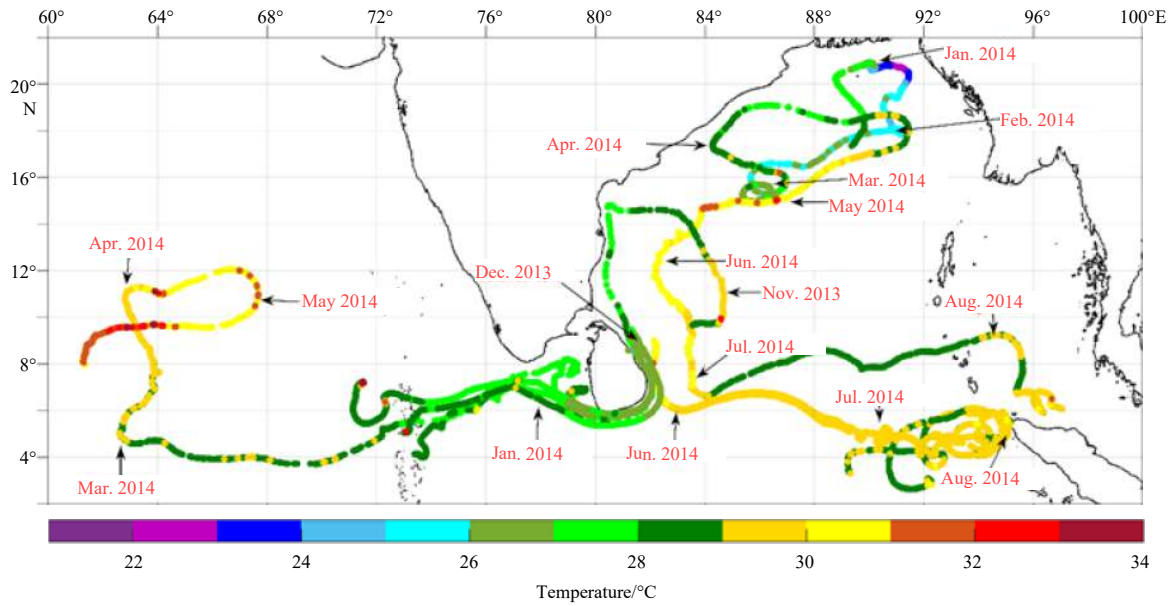 60° 64° 68° 72° 76° 80° 84° 88° 92° 96° 100°E
Jan. 2014
20°
N
Feb. 2014
Apr. 2014
16°
Mar. 2014
May 2014
Apr. 2014
Jun. 2014
Dec. 2013
12°
May 2014
Nov. 2013
Aug. 2014
8°
Jul. 2014
Jul. 2014
4°
Jan. 2014
Jun. 2014
Aug. 2014
Mar. 2014
22 24 26 28 30 32 34
Temperature/°C